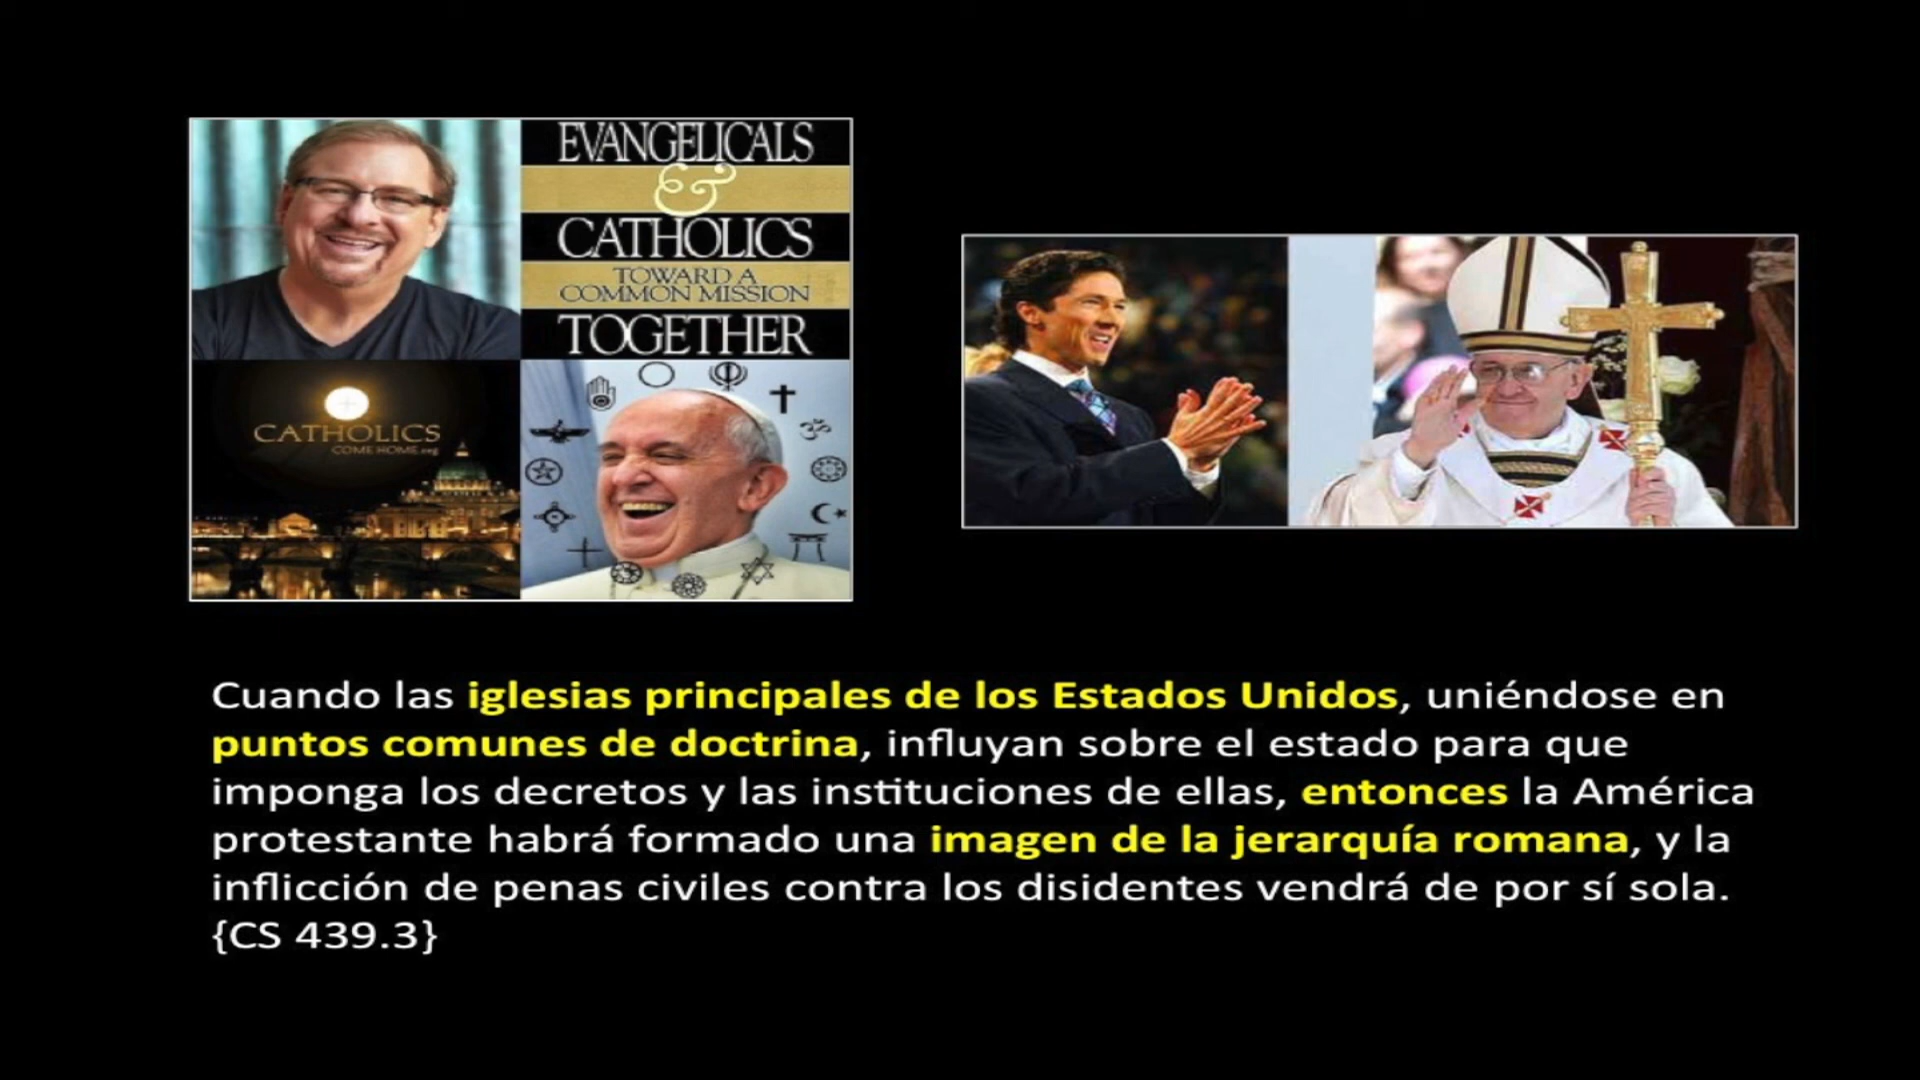 EVANGELICALS
&
CATHOLICS
TOWARD A
COMMON MISSION
TOGETHER
CATHOLICS
COME HOME.org
Cuando las iglesias principales de los Estados Unidos, uniéndose en
puntos comunes de doctrina, influyan sobre el estado para que
imponga los decretos y las instituciones de ellas, entonces la América
protestante habrá formado una imagen de la jerarquía romana, y la
inflicción de penas civiles contra los disidentes vendrá de por sí sola.
{CS 439.3}